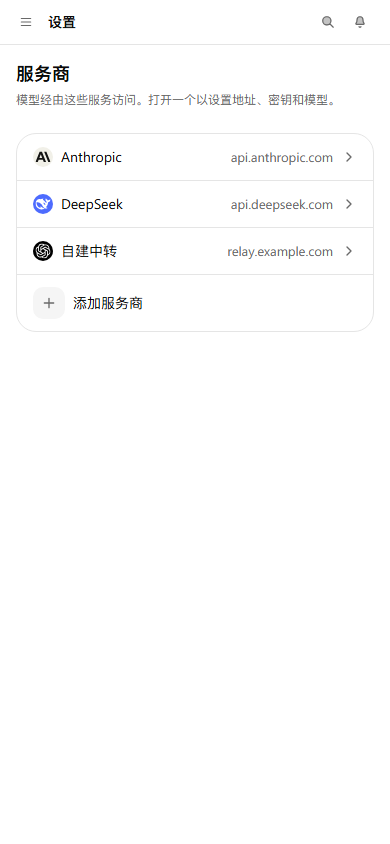 设置
服务商
模型经由这些服务访问。打开一个以设置地址、密钥和模型。
Anthropic api.anthropic.com
DeepSeek api.deepseek.com
自建中转 relay.example.com
添加服务商